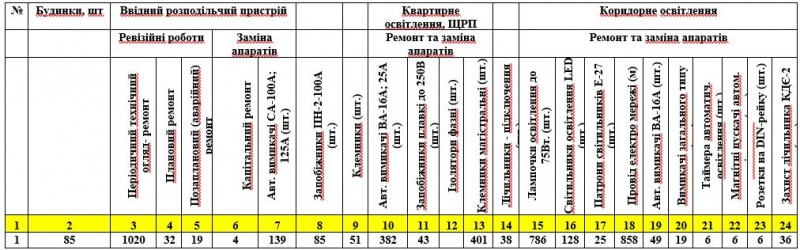 № Будинки, шт Ввідний розподільчий пристрій Квартирне освітлення, ЩРП Коридорне освітлення
Ревізійні роботи Заміна апаратів Ремонт та заміна апаратів Ремонт та заміна апаратів
Періодичний технічний огляд- ремонт
Плановий ремонт
Позаплановий (аварійний) ремонт
Капітальний ремонт
Авт. вимикачі СА-100А; 125А (шт.)
Запобіжники ПН-2-100А (шт.)
Клемники (шт.)
Авт. вимикачі ВА-16А; 25А (шт.)
Запобіжники плавкі до 250В (шт.)
Ізолятори фазні (шт.)
Клемники магістральні (шт.)
Лічильники - підключення
Лампочки освітлення до 75Вт. (шт.)
Світильники освітлення LED (шт.)
Патрони світильників Е-27 (шт.)
Провід електро мережі (м)
Авт. вимикачі ВА-16А (шт.)
Вимикачі загального типу
Таймера автоматич. освітлення (шт.)
Магнітні пускачі автом.
Розетки на DIN-рейку (шт.)
Захист лічильника КДЄ-2
1 2 3 4 5 6 7 8 9 10 11 12 13 14 15 16 17 18 19 20 21 22 23 24
1 85 1020 32 19 4 139 85 51 382 43 401 38 786 128 25 858 49 126 6 6 6 36